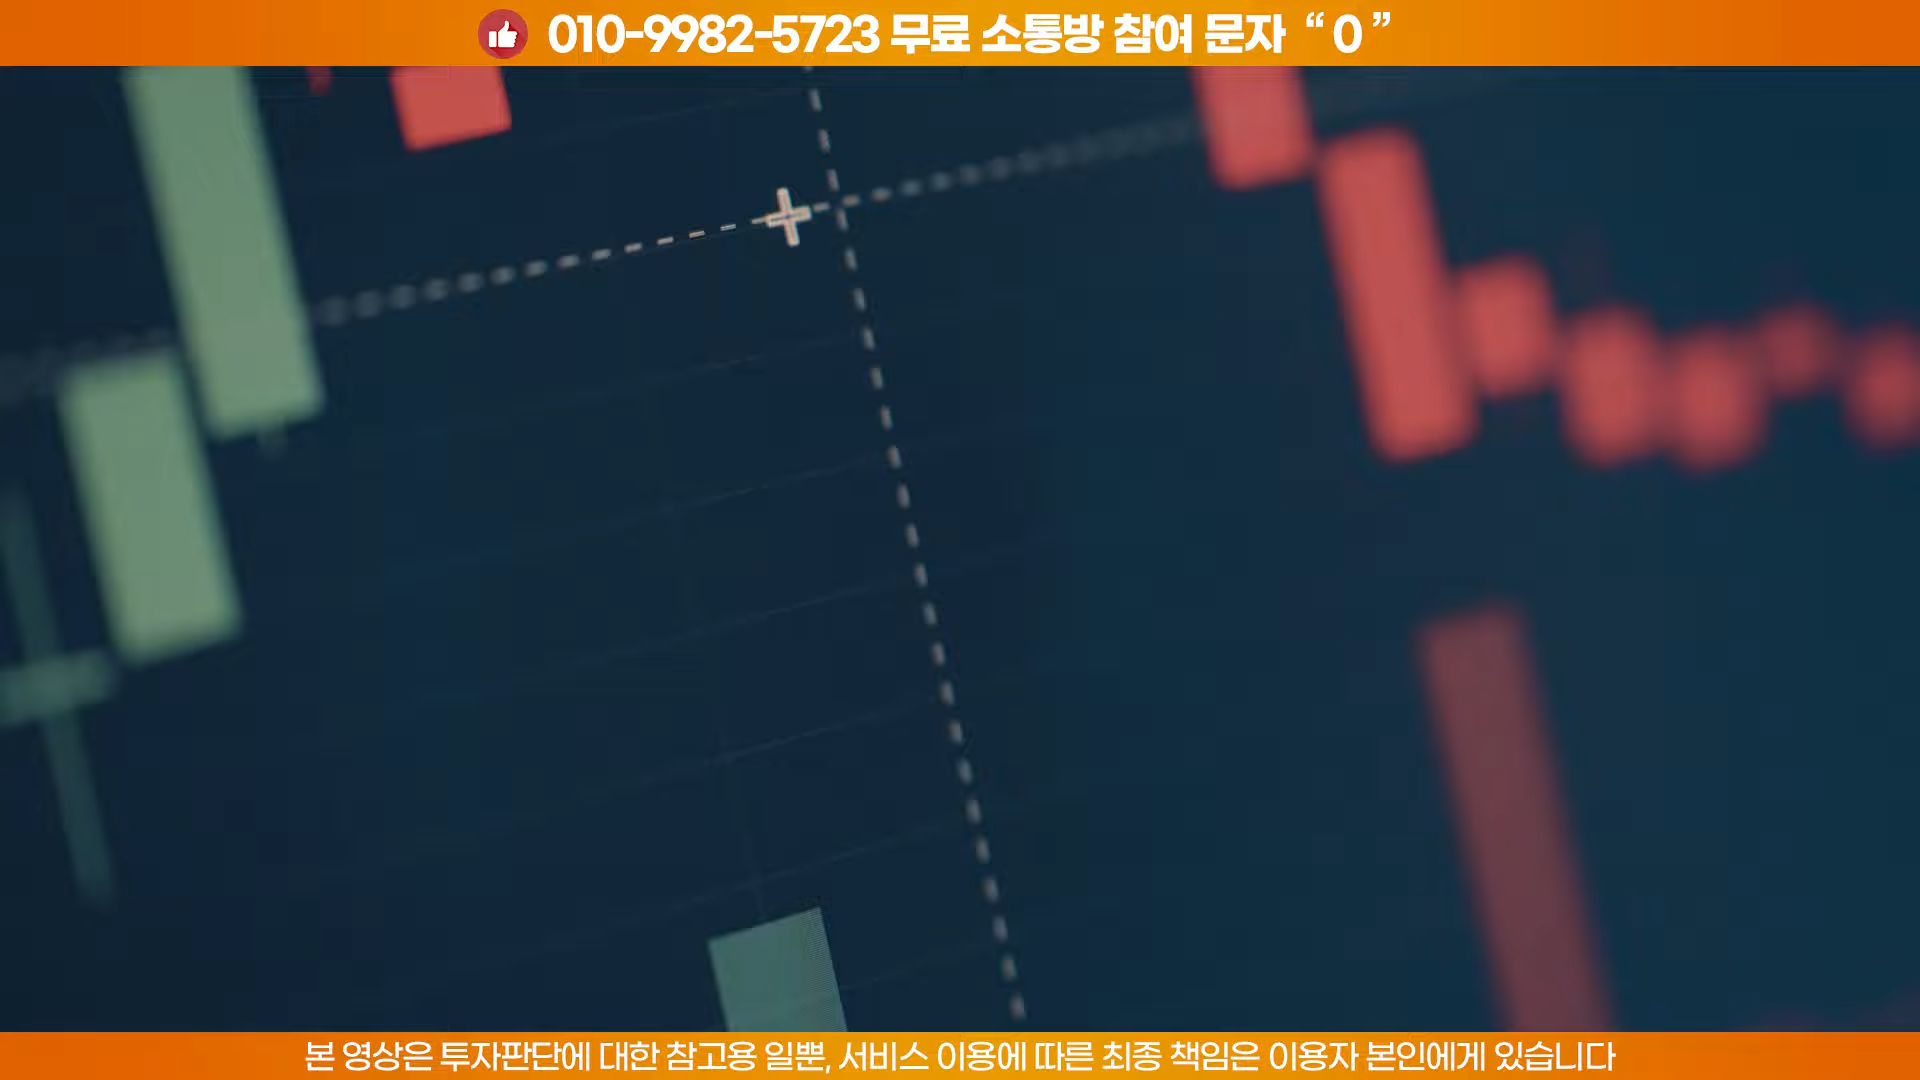 010-9982-5723 무료 소통방 참여 문자 “ 0 ”
본 영상은 투자판단에 대한 참고용 일뿐, 서비스 이용에 따른 최종 책임은 이용자 본인에게 있습니다